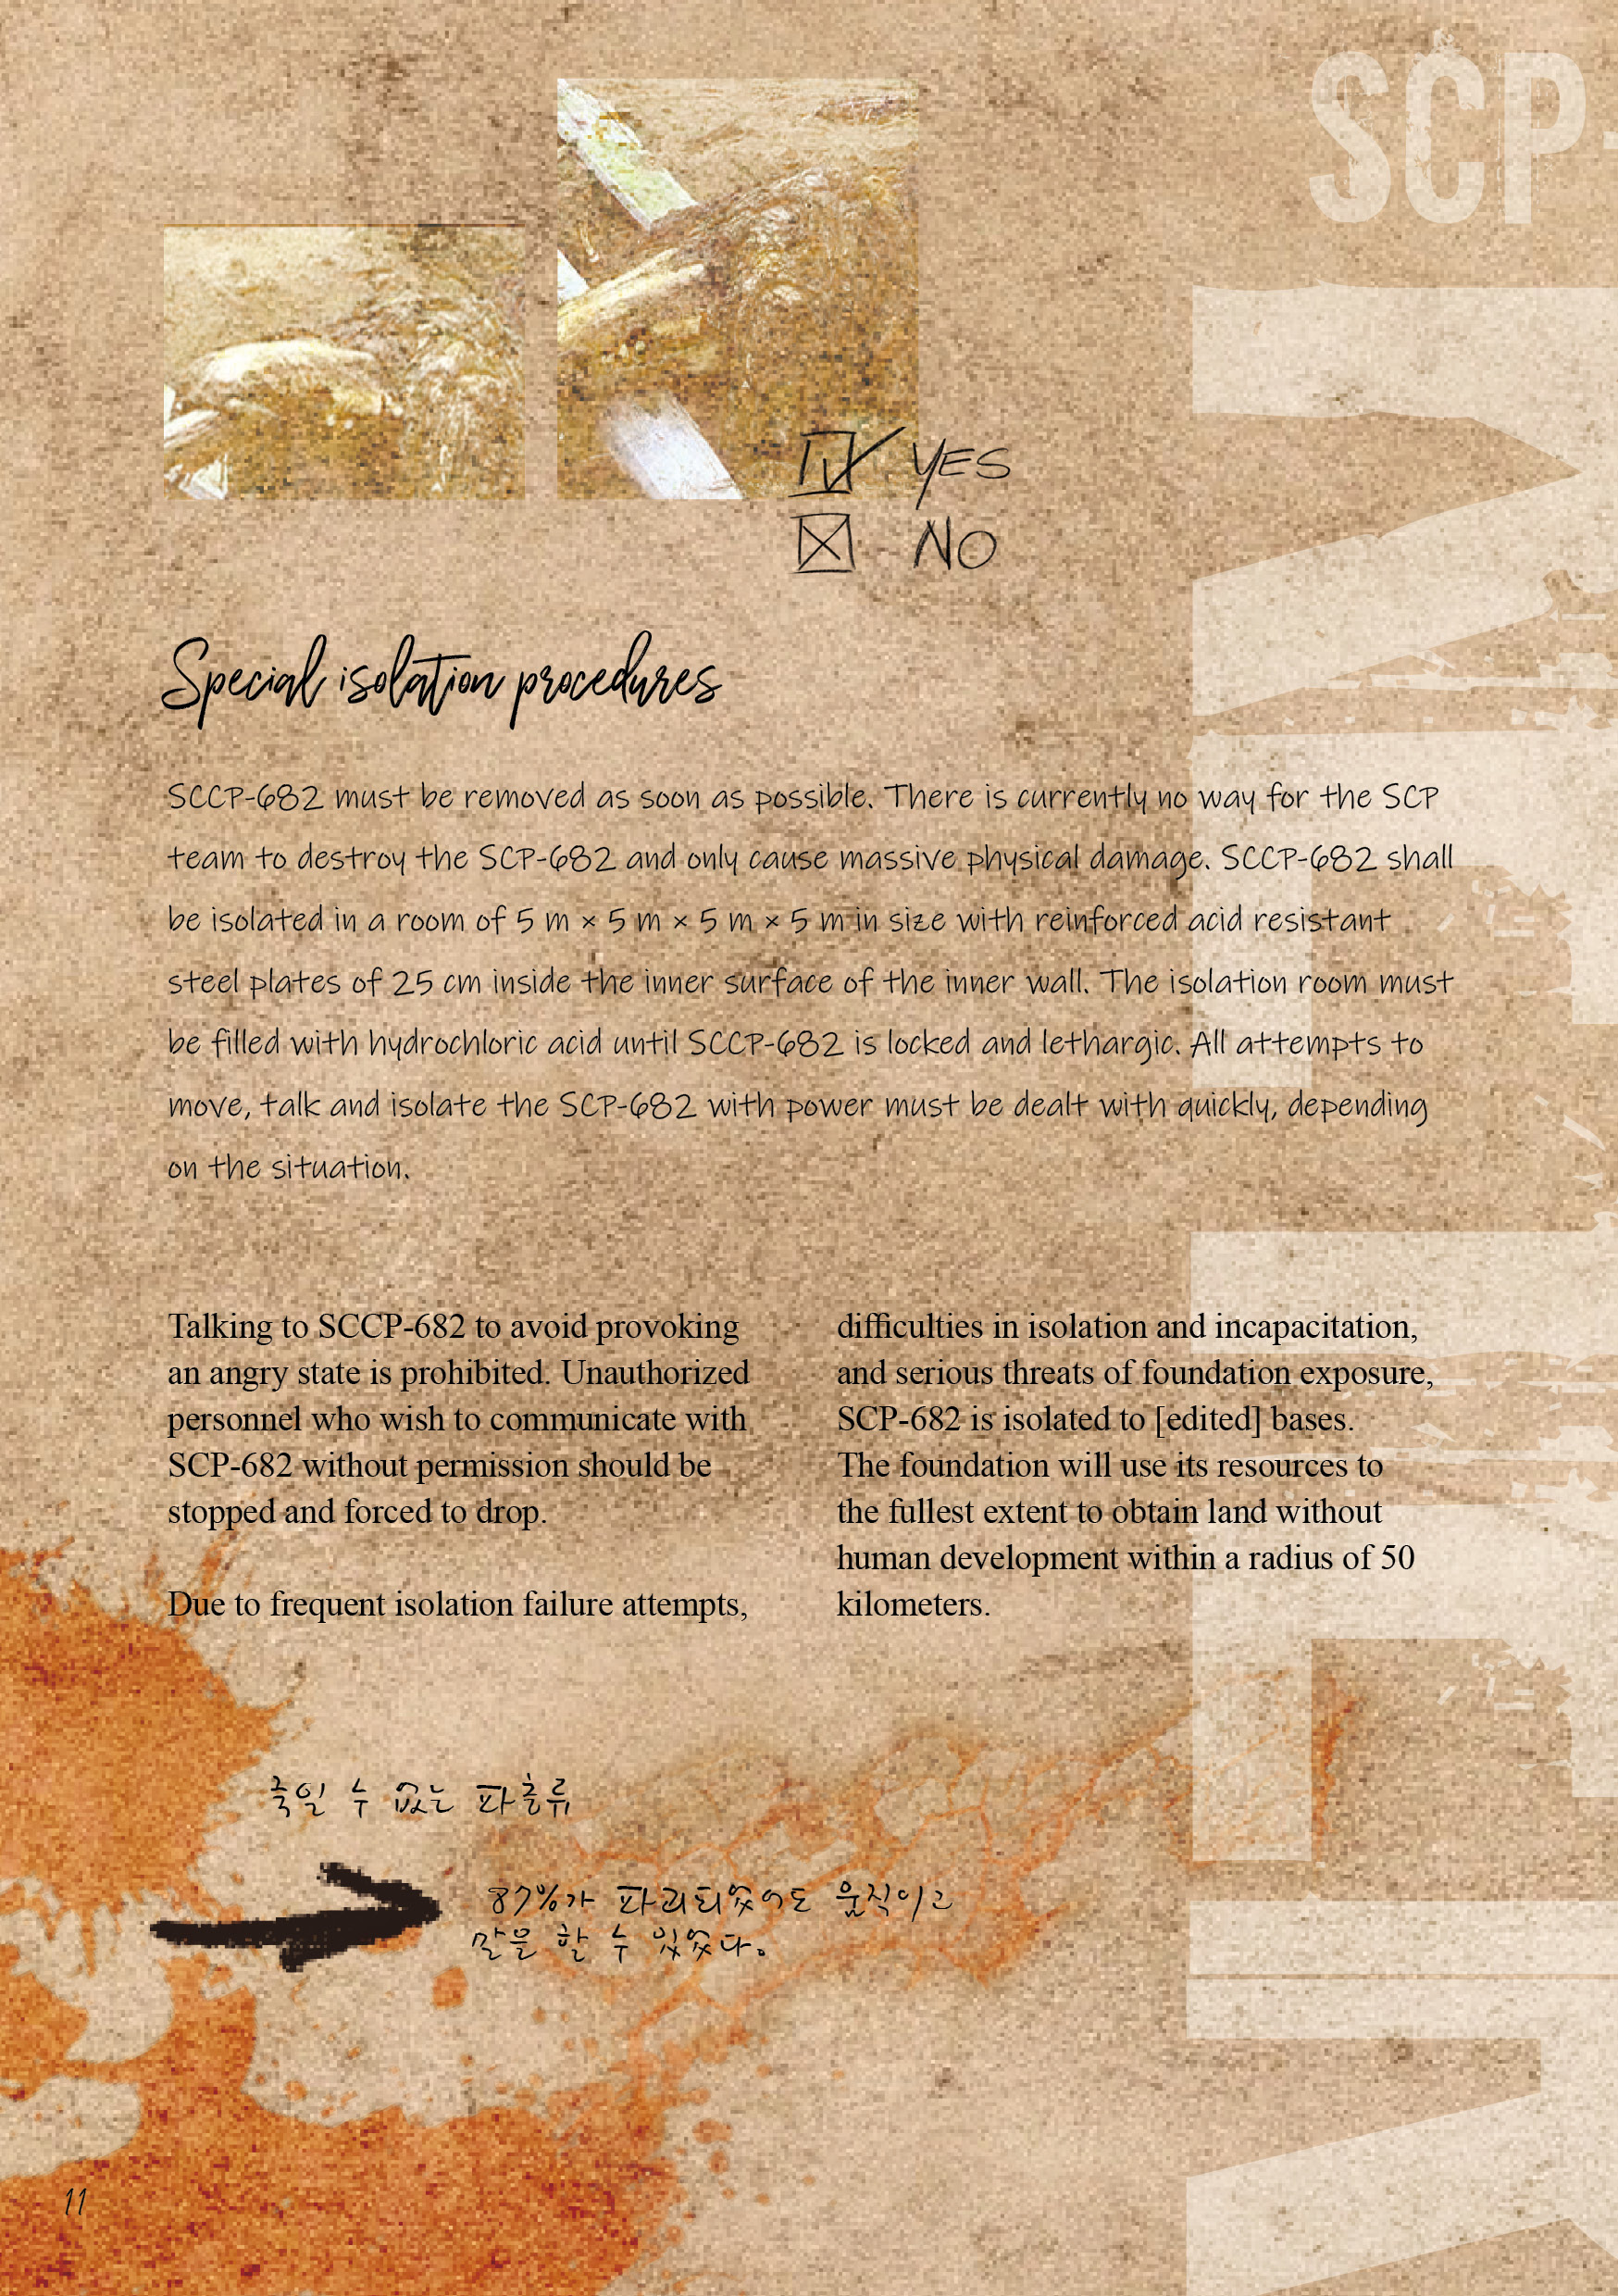 SCP-
YES
NO
Special isolation procedures
SCCP-682 must be removed as soon as possible. There is currently no way for the SCP
team to destroy the SCP-682 and only cause massive physical damage. SCCP-682 shall
be isolated in a room of 5 m × 5 m × 5 m × 5 m in size with reinforced acid resistant
steel plates of 25 cm inside the inner surface of the inner wall. The isolation room must
be filled with hydrochloric acid until SCCP-682 is locked and lethargic. All attempts to
move, talk and isolate the SCP-682 with power must be dealt with quickly, depending
on the situation.
Talking to SCCP-682 to avoid provoking
an angry state is prohibited. Unauthorized
personnel who wish to communicate with
SCP-682 without permission should be
stopped and forced to drop.
Due to frequent isolation failure attempts,
difficulties in isolation and incapacitation,
and serious threats of foundation exposure,
SCP-682 is isolated to [edited] bases.
The foundation will use its resources to
the fullest extent to obtain land without
human development within a radius of 50
kilometers.
죽일 수 없는 파충류
87%가 파괴되었어도 움직이고
말을 할 수 있었다。
11